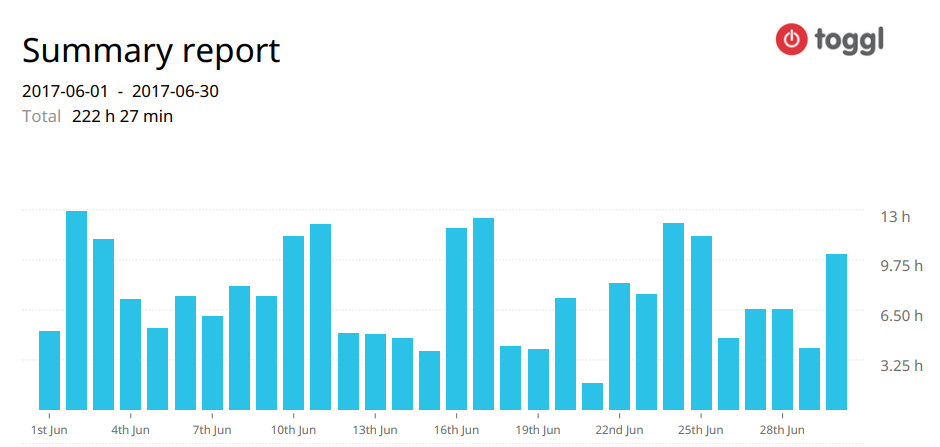 Summary report
toggl
2017-06-01 - 2017-06-30
Total 222 h 27 min
13 h
9.75 h
6.50 h
3.25 h
1st Jun 4th Jun 7th Jun 10th Jun 13th Jun 16th Jun 19th Jun 22nd Jun 25th Jun 28th Jun